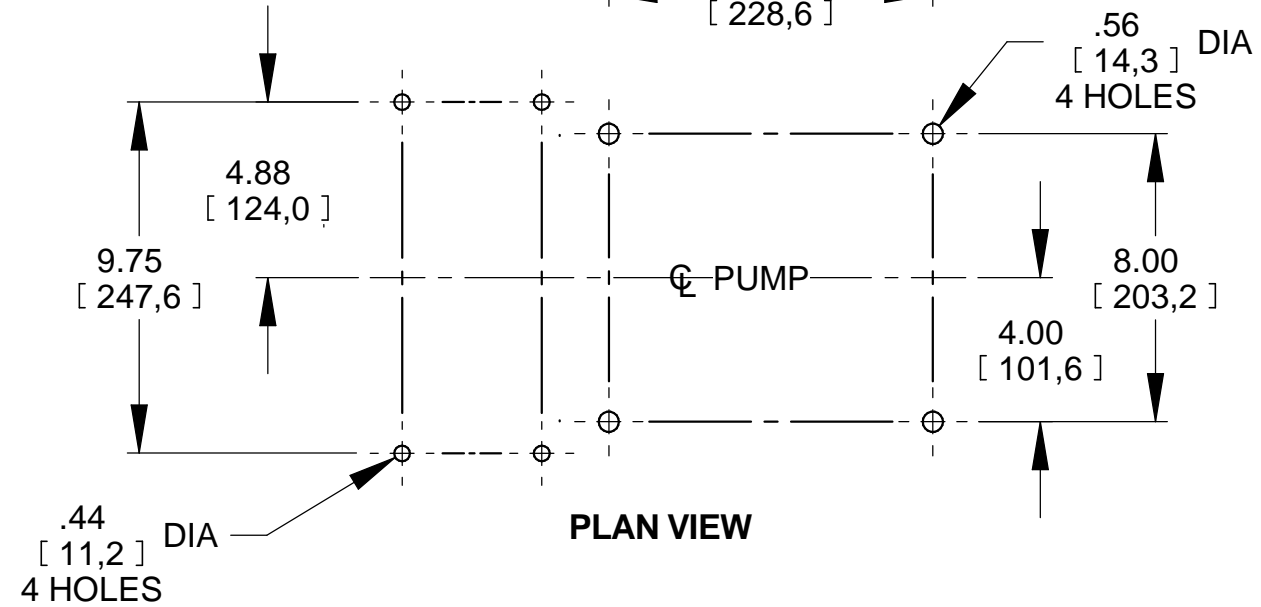 [ 228,6 ]
.56
[ 14,3 ] DIA
4 HOLES
4.88
[ 124,0 ]
9.75
[ 247,6 ]
℄ PUMP
8.00
[ 203,2 ]
4.00
[ 101,6 ]
.44
[ 11,2 ] DIA
4 HOLES
PLAN VIEW